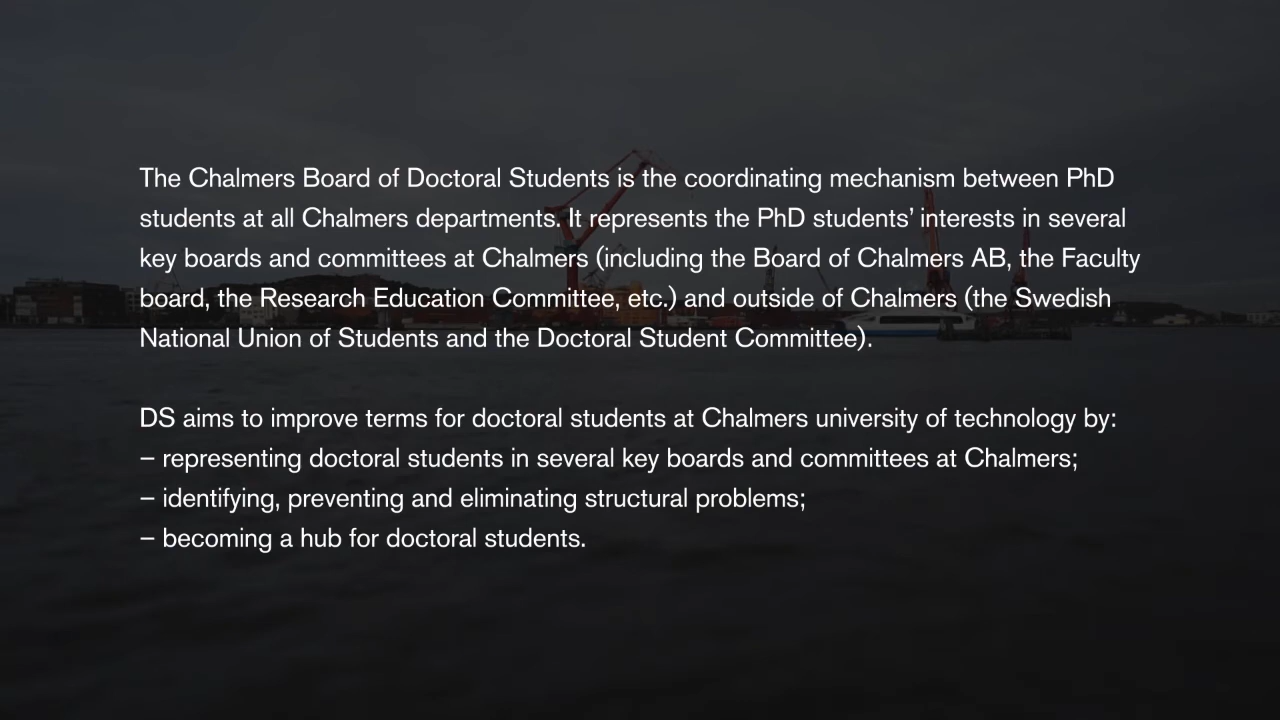 The Chalmers Board of Doctoral Students is the coordinating mechanism between PhD
students at all Chalmers departments. It represents the PhD students’ interests in several
key boards and committees at Chalmers (including the Board of Chalmers AB, the Faculty
board, the Research Education Committee, etc.) and outside of Chalmers (the Swedish
National Union of Students and the Doctoral Student Committee).
DS aims to improve terms for doctoral students at Chalmers university of technology by:
– representing doctoral students in several key boards and committees at Chalmers;
– identifying, preventing and eliminating structural problems;
– becoming a hub for doctoral students.